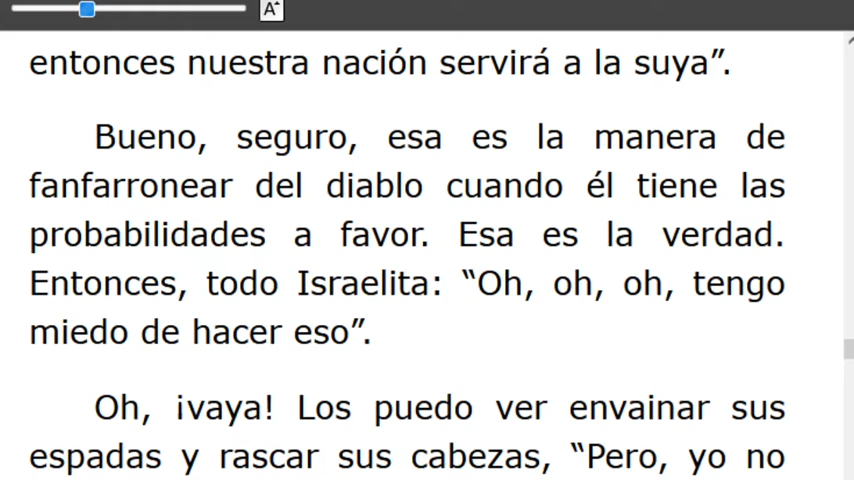 A
entonces nuestra nación servirá a la suya”.
Bueno, seguro, esa es la manera de
fanfarronear del diablo cuando él tiene las
probabilidades a favor. Esa es la verdad.
Entonces, todo Israelita: “Oh, oh, oh, tengo
miedo de hacer eso”.
Oh, ¡vaya! Los puedo ver envainar sus
espadas y rascar sus cabezas, “Pero, yo no